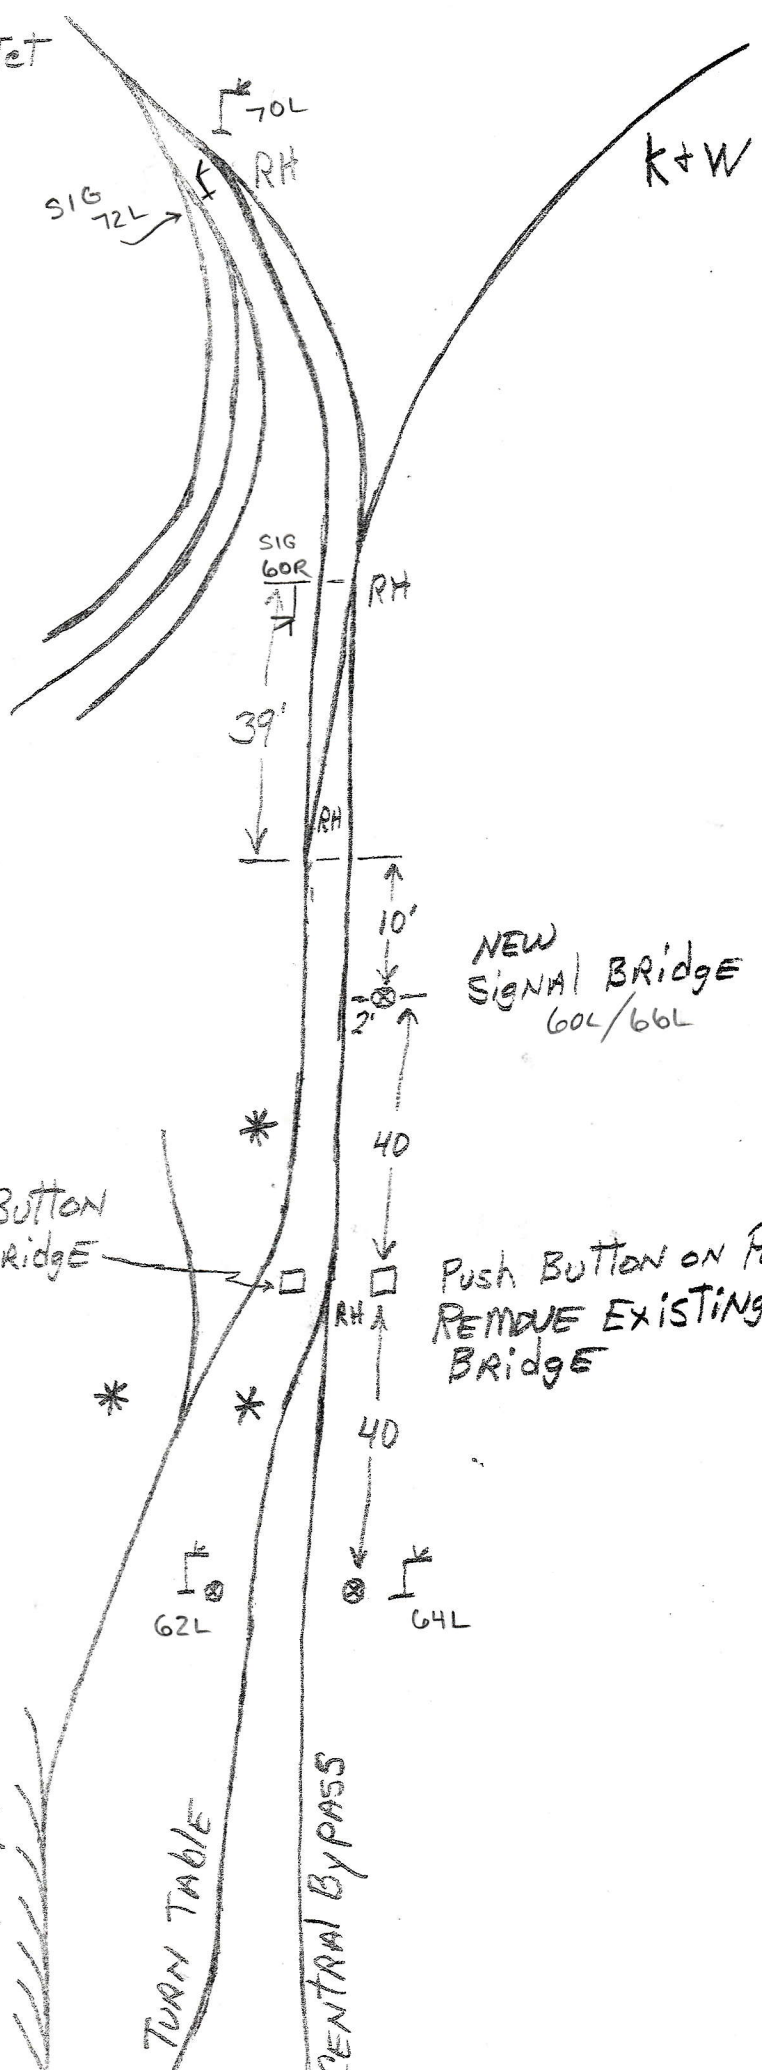 70L
K+W
RH
SIG
72L
SIG
60R
RH
39'
RH
10'
NEW
SigNAl BRidgE
60L/66L
2'
40
*
BuTTON
RidgE
Push BuTTON ON
REMOVE EXiSTiNg
BRidgE
RH
*
*
40
62L
64L
TURN TAblE
CENTRAl ByPASS